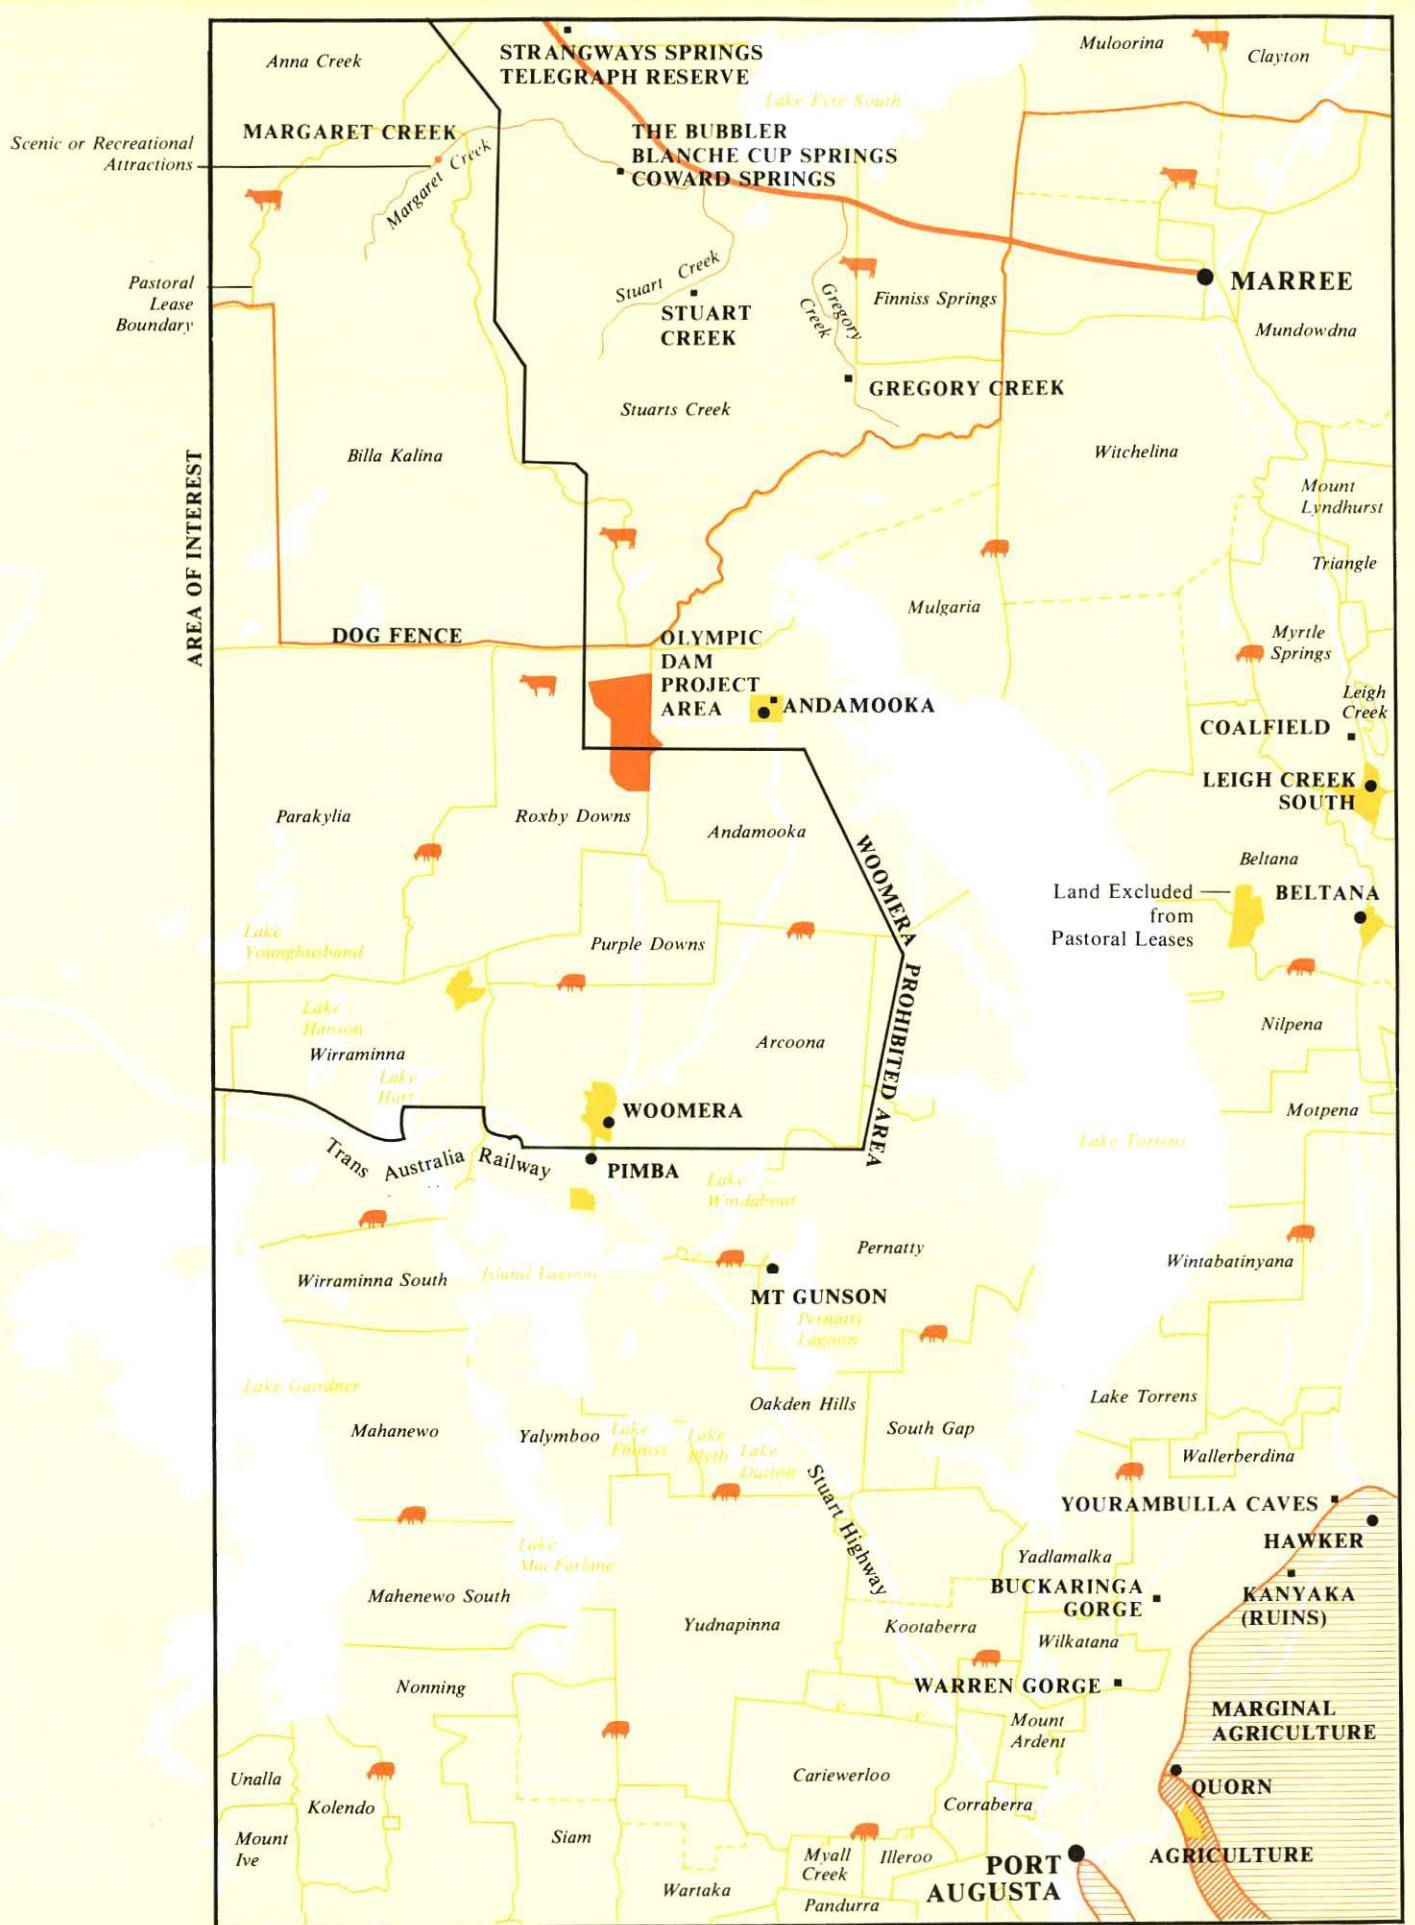 Anna Creek
STRANGWAYS SPRINGS
TELEGRAPH RESERVE
Muloorina
Clayton
Lake Eyre South
Scenic or Recreational
Attractions
MARGARET CREEK
Margaret Creek
THE BUBBLER
BLANCHE CUP SPRINGS
COWARD SPRINGS
Pastoral
Lease
Boundary
Stuart Creek
STUART
CREEK
Gregory
Creek
Finniss Springs
MARREE
Mundowdna
GREGORY CREEK
Stuarts Creek
Billa Kalina
Witchelina
AREA OF INTEREST
Mount
Lyndhurst
Triangle
Mulgaria
DOG FENCE
OLYMPIC
DAM
PROJECT
AREA
ANDAMOOKA
Myrtle
Springs
Leigh
Creek
COALFIELD
LEIGH CREEK
SOUTH
Parakylia
Roxby Downs
Andamooka
WOOMERA PROHIBITED AREA
Beltana
Land Excluded
from
Pastoral Leases
BELTANA
Lake
Younghusband
Purple Downs
Lake
Hanson
Wirraminna
Lake
Hart
Arcoona
Nilpena
Motpena
WOOMERA
Trans Australia Railway
PIMBA
Lake Torrens
Lake
Windabout
Pernatty
Wirraminna South
Island Lagoon
Wintabatinyana
MT GUNSON
Pernatty
Lagoon
Lake Gairdner
Oakden Hills
Lake Torrens
Mahanewo
Yalymboo
Lake
Finniss
Lake
Blyth
Lake
Dutton
South Gap
Wallerberdina
Stuart Highway
YOURAMBULLA CAVES
HAWKER
Lake
MacFarlane
Yadlamalka
BUCKARINGA
GORGE
KANYAKA
(RUINS)
Mahenewo South
Yudnapinna
Kootaberra
Wilkatana
Nonning
WARREN GORGE
Mount
Ardent
MARGINAL
AGRICULTURE
Unalla
Kolendo
Cariewerloo
Corraberra
QUORN
Mount
Ive
Siam
Myall
Creek
Illeroo
AGRICULTURE
Wartaka
Pandurra
PORT
AUGUSTA